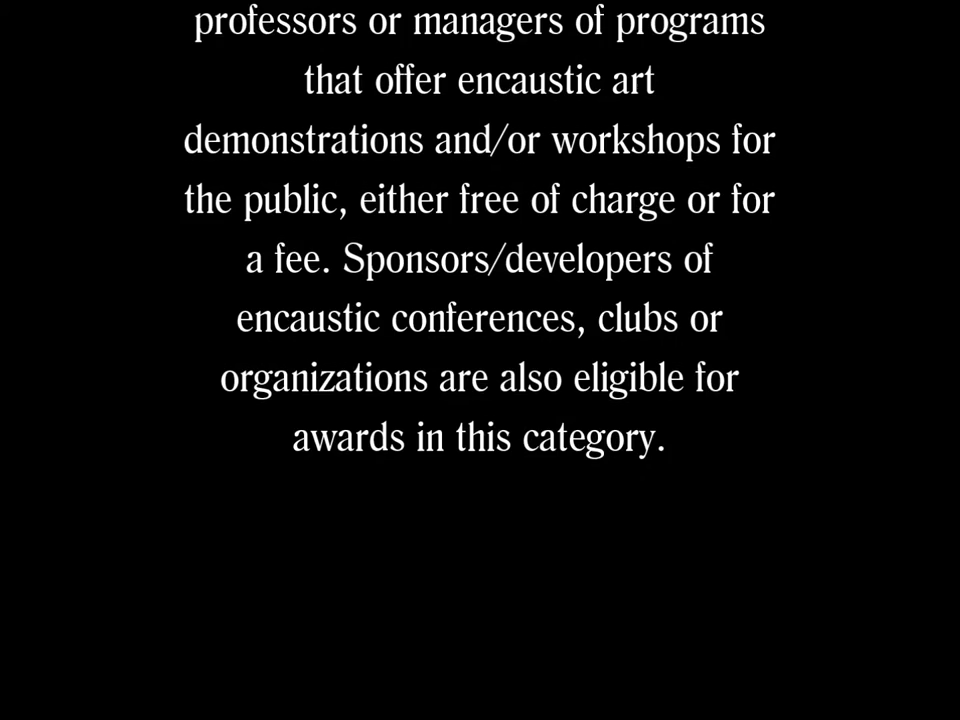 professors or managers of programs
that offer encaustic art
demonstrations and/or workshops for
the public, either free of charge or for
a fee. Sponsors/developers of
encaustic conferences, clubs or
organizations are also eligible for
awards in this category.